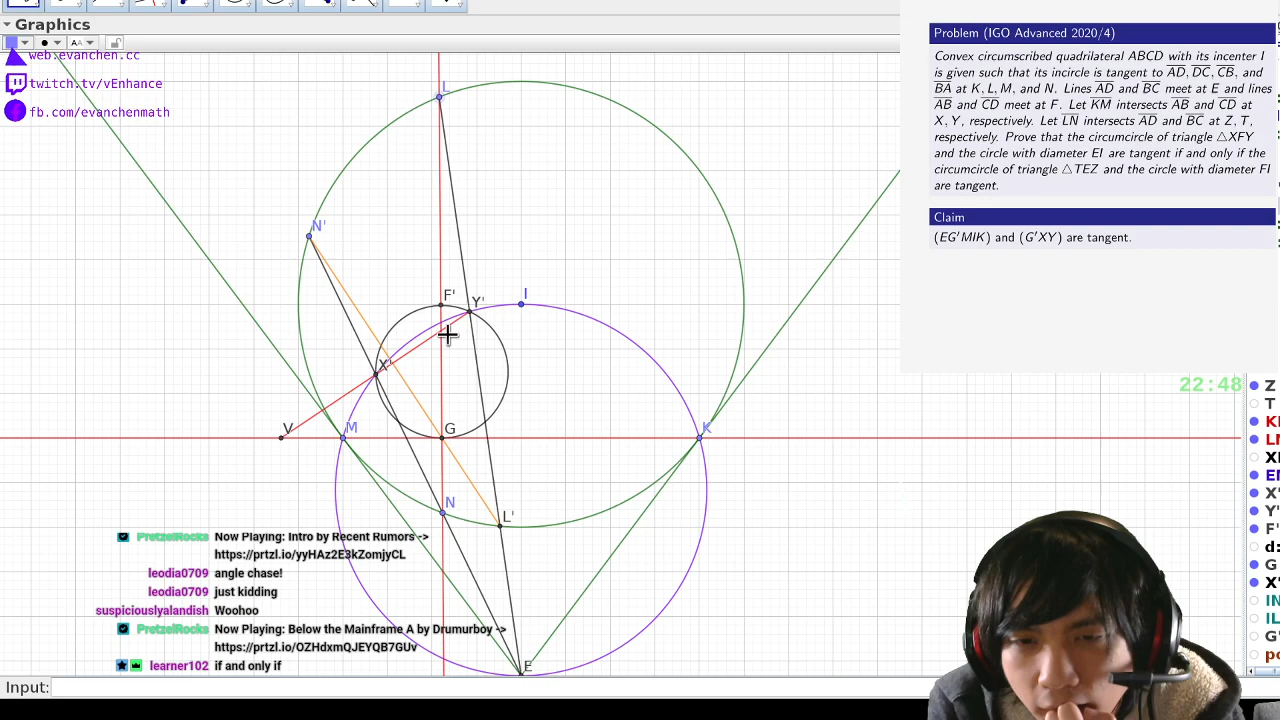 Graphics
web.evanchen.cc
twitch.tv/vEnhance
fb.com/evanchenmath
L
N'
F'
Y'
I
X'
V
M
G
K
N
L'
E
PretzelRocks Now Playing: Intro by Recent Rumors ->
https://prtzl.io/yyHAz2E3kZomjyCL
leodia0709 angle chase!
leodia0709 just kidding
suspiciouslyalandish Woohoo
PretzelRocks Now Playing: Below the Mainframe A by Drumurboy ->
https://prtzl.io/OZHdxmQJEYQB7GUv
learner102 if and only if
Input:
Problem (IGO Advanced 2020/4)
Convex circumscribed quadrilateral ABCD with its incenter I
is given such that its incircle is tangent to AD, DC, CB, and
BA at K, L, M, and N. Lines AD and BC meet at E and lines
AB and CD meet at F. Let KM intersects AB and CD at
X, Y, respectively. Let LN intersects AD and BC at Z, T,
respectively. Prove that the circumcircle of triangle △XFY
and the circle with diameter EI are tangent if and only if the
circumcircle of triangle △TEZ and the circle with diameter FI
are tangent.
Claim
(EG'MIK) and (G'XY) are tangent.
22:48
Z
T
X'
Y'
F'
d:
G
X'